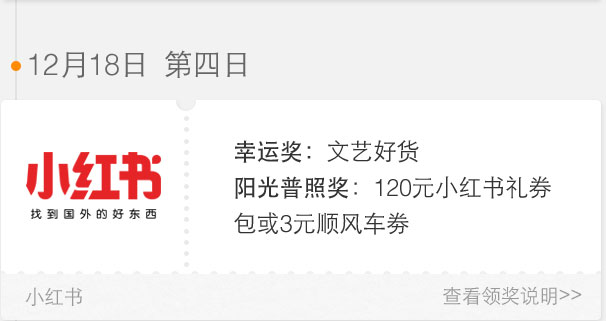 12月18日 第四日
小红书
找到国外的好东西
幸运奖：文艺好货
阳光普照奖：120元小红书礼券
包或3元顺风车券
小红书
查看领奖说明>>